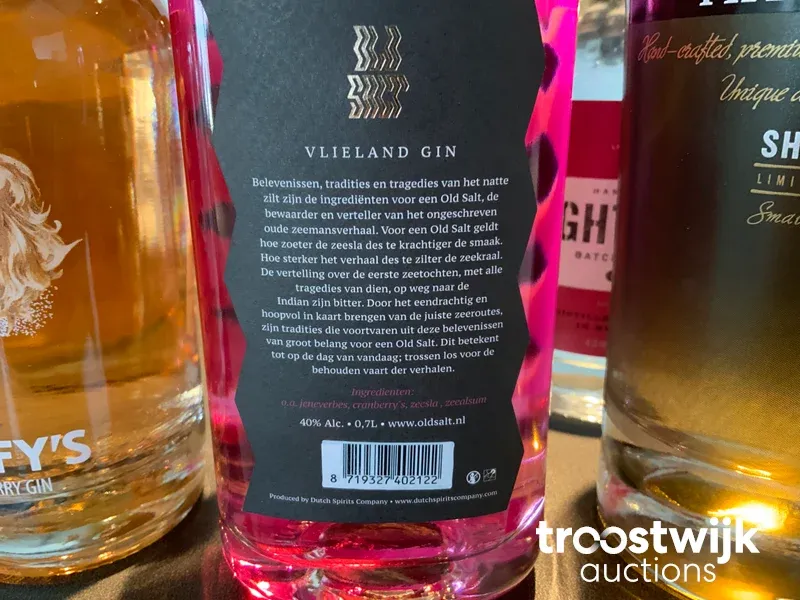 VLIELAND GIN
Belevenissen, tradities en tragedies van het natte
zilt zijn de ingrediënten voor een Old Salt, de
bewaarder en verteller van het ongeschreven
oude zeemansverhaal. Voor een Old Salt geldt
hoe zoeter de zeesla des te krachtiger de smaak.
Hoe sterker het verhaal des te zilter de zeekraal.
De vertelling over de eerste zeetochten, met alle
tragedies van dien, op weg naar de
Indian zijn bitter. Door het eendrachtig en
hoopvol in kaart brengen van de juiste zeeroutes,
zijn tradities die voortvaren uit deze belevenissen
van groot belang voor een Old Salt. Dit betekent
tot op de dag van vandaag; trossen los voor de
behouden vaart der verhalen.
Ingrediënten:
o.a. jeneverbes, cranberry's, zeesla, zeealsum
40% Alc. • 0,7L • www.oldsalt.nl
8 719327 402122
Produced by Dutch Spirits Company • www.dutchspiritscompany.com
FY'S
RRY GIN
Hand-crafted, premi
Unique
SH
LIMI
Sma
GHT
BATC
troostwijk
auctions